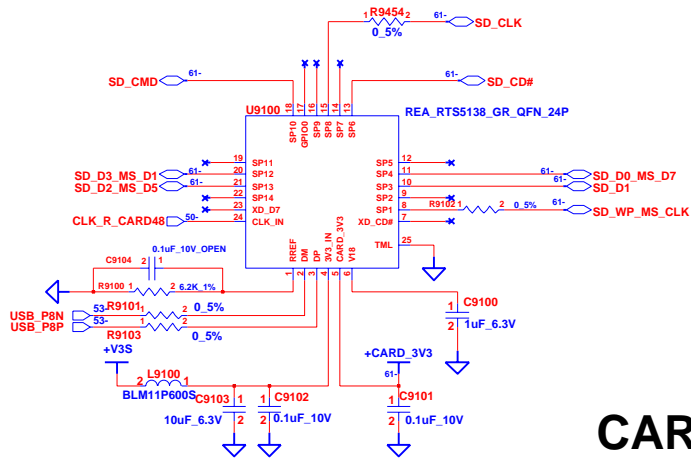 R9454
1 2
0_5%
61- SD_CLK
SD_CMD 61-
61- SD_CD#
U9100
REA_RTS5138_GR_QFN_24P
18 17 16 15 14 13
SP10 GPIO0 SP9 SP8 SP7 SP6
19 SP11 SP5 12
SD_D3_MS_D1 61- 20 SP12 SP4 11 61- SD_D0_MS_D7
SD_D2_MS_D5 61- 21 SP13 SP3 10 61- SD_D1
22 SP14 SP2 9
23 XD_D7 SP1 8 R9102 1 2 0_5% 61- SD_WP_MS_CLK
CLK_R_CARD48 50- 24 CLK_IN XD_CD# 7
TML 25
RREF DM DP 3V3_IN CARD_3V3 V18
1 2 3 4 5 6
0.1uF_10V_OPEN
C9104 2 1
R9100 1 2 6.2K_1%
USB_P8N 53- R9101 1 2 0_5%
USB_P8P 53- 1 2
R9103 0_5%
C9100
1
2 1uF_6.3V
+V3S
+CARD_3V3
61-
L9100
2 1
BLM11P600S
C9103 1
2
10uF_6.3V
C9102
1
2 0.1uF_10V
C9101
1
2 0.1uF_10V
CAR